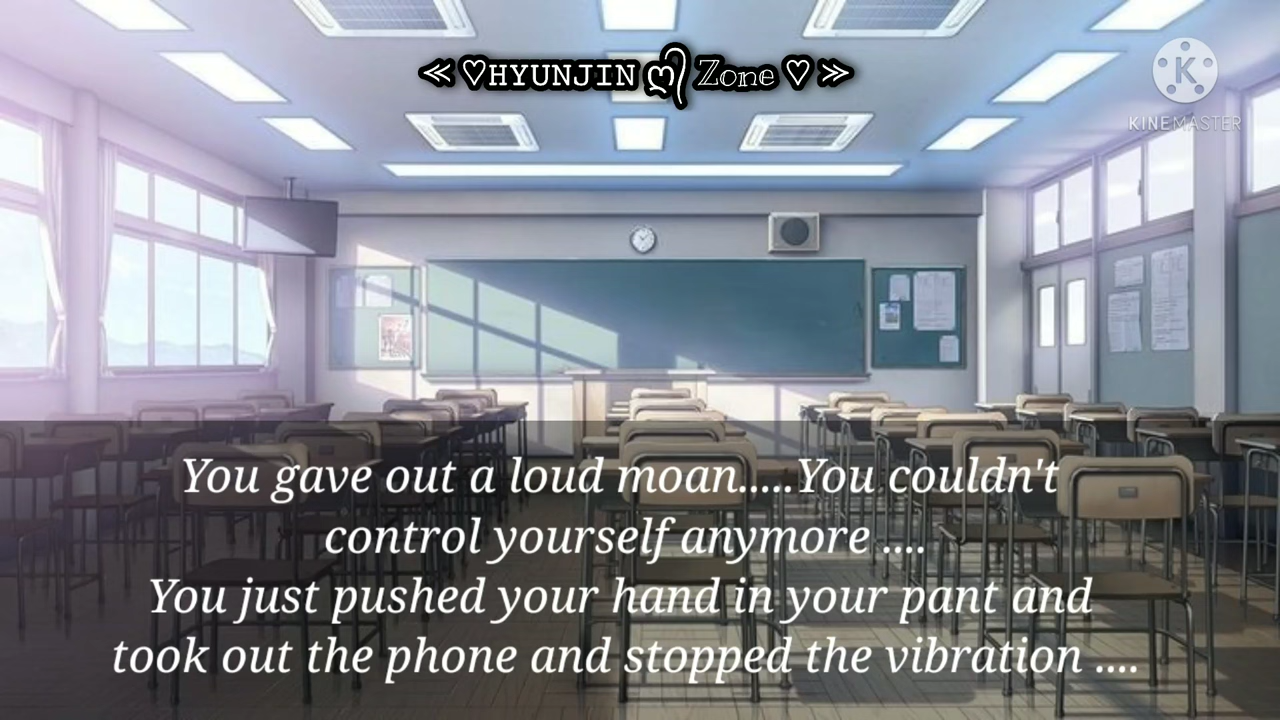 ≪ ♡HYUNJIN ღ᭄ Zone ♡ ≫
KINEMASTER
You gave out a loud moan.....You couldn't
control yourself anymore ....
You just pushed your hand in your pant and
took out the phone and stopped the vibration ....